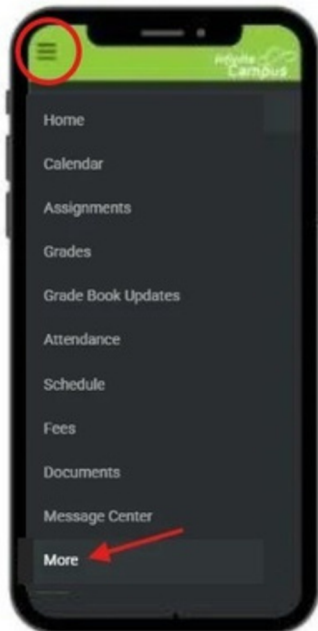 Infinite
Campus
Home
Calendar
Assignments
Grades
Grade Book Updates
Attendance
Schedule
Fees
Documents
Message Center
More